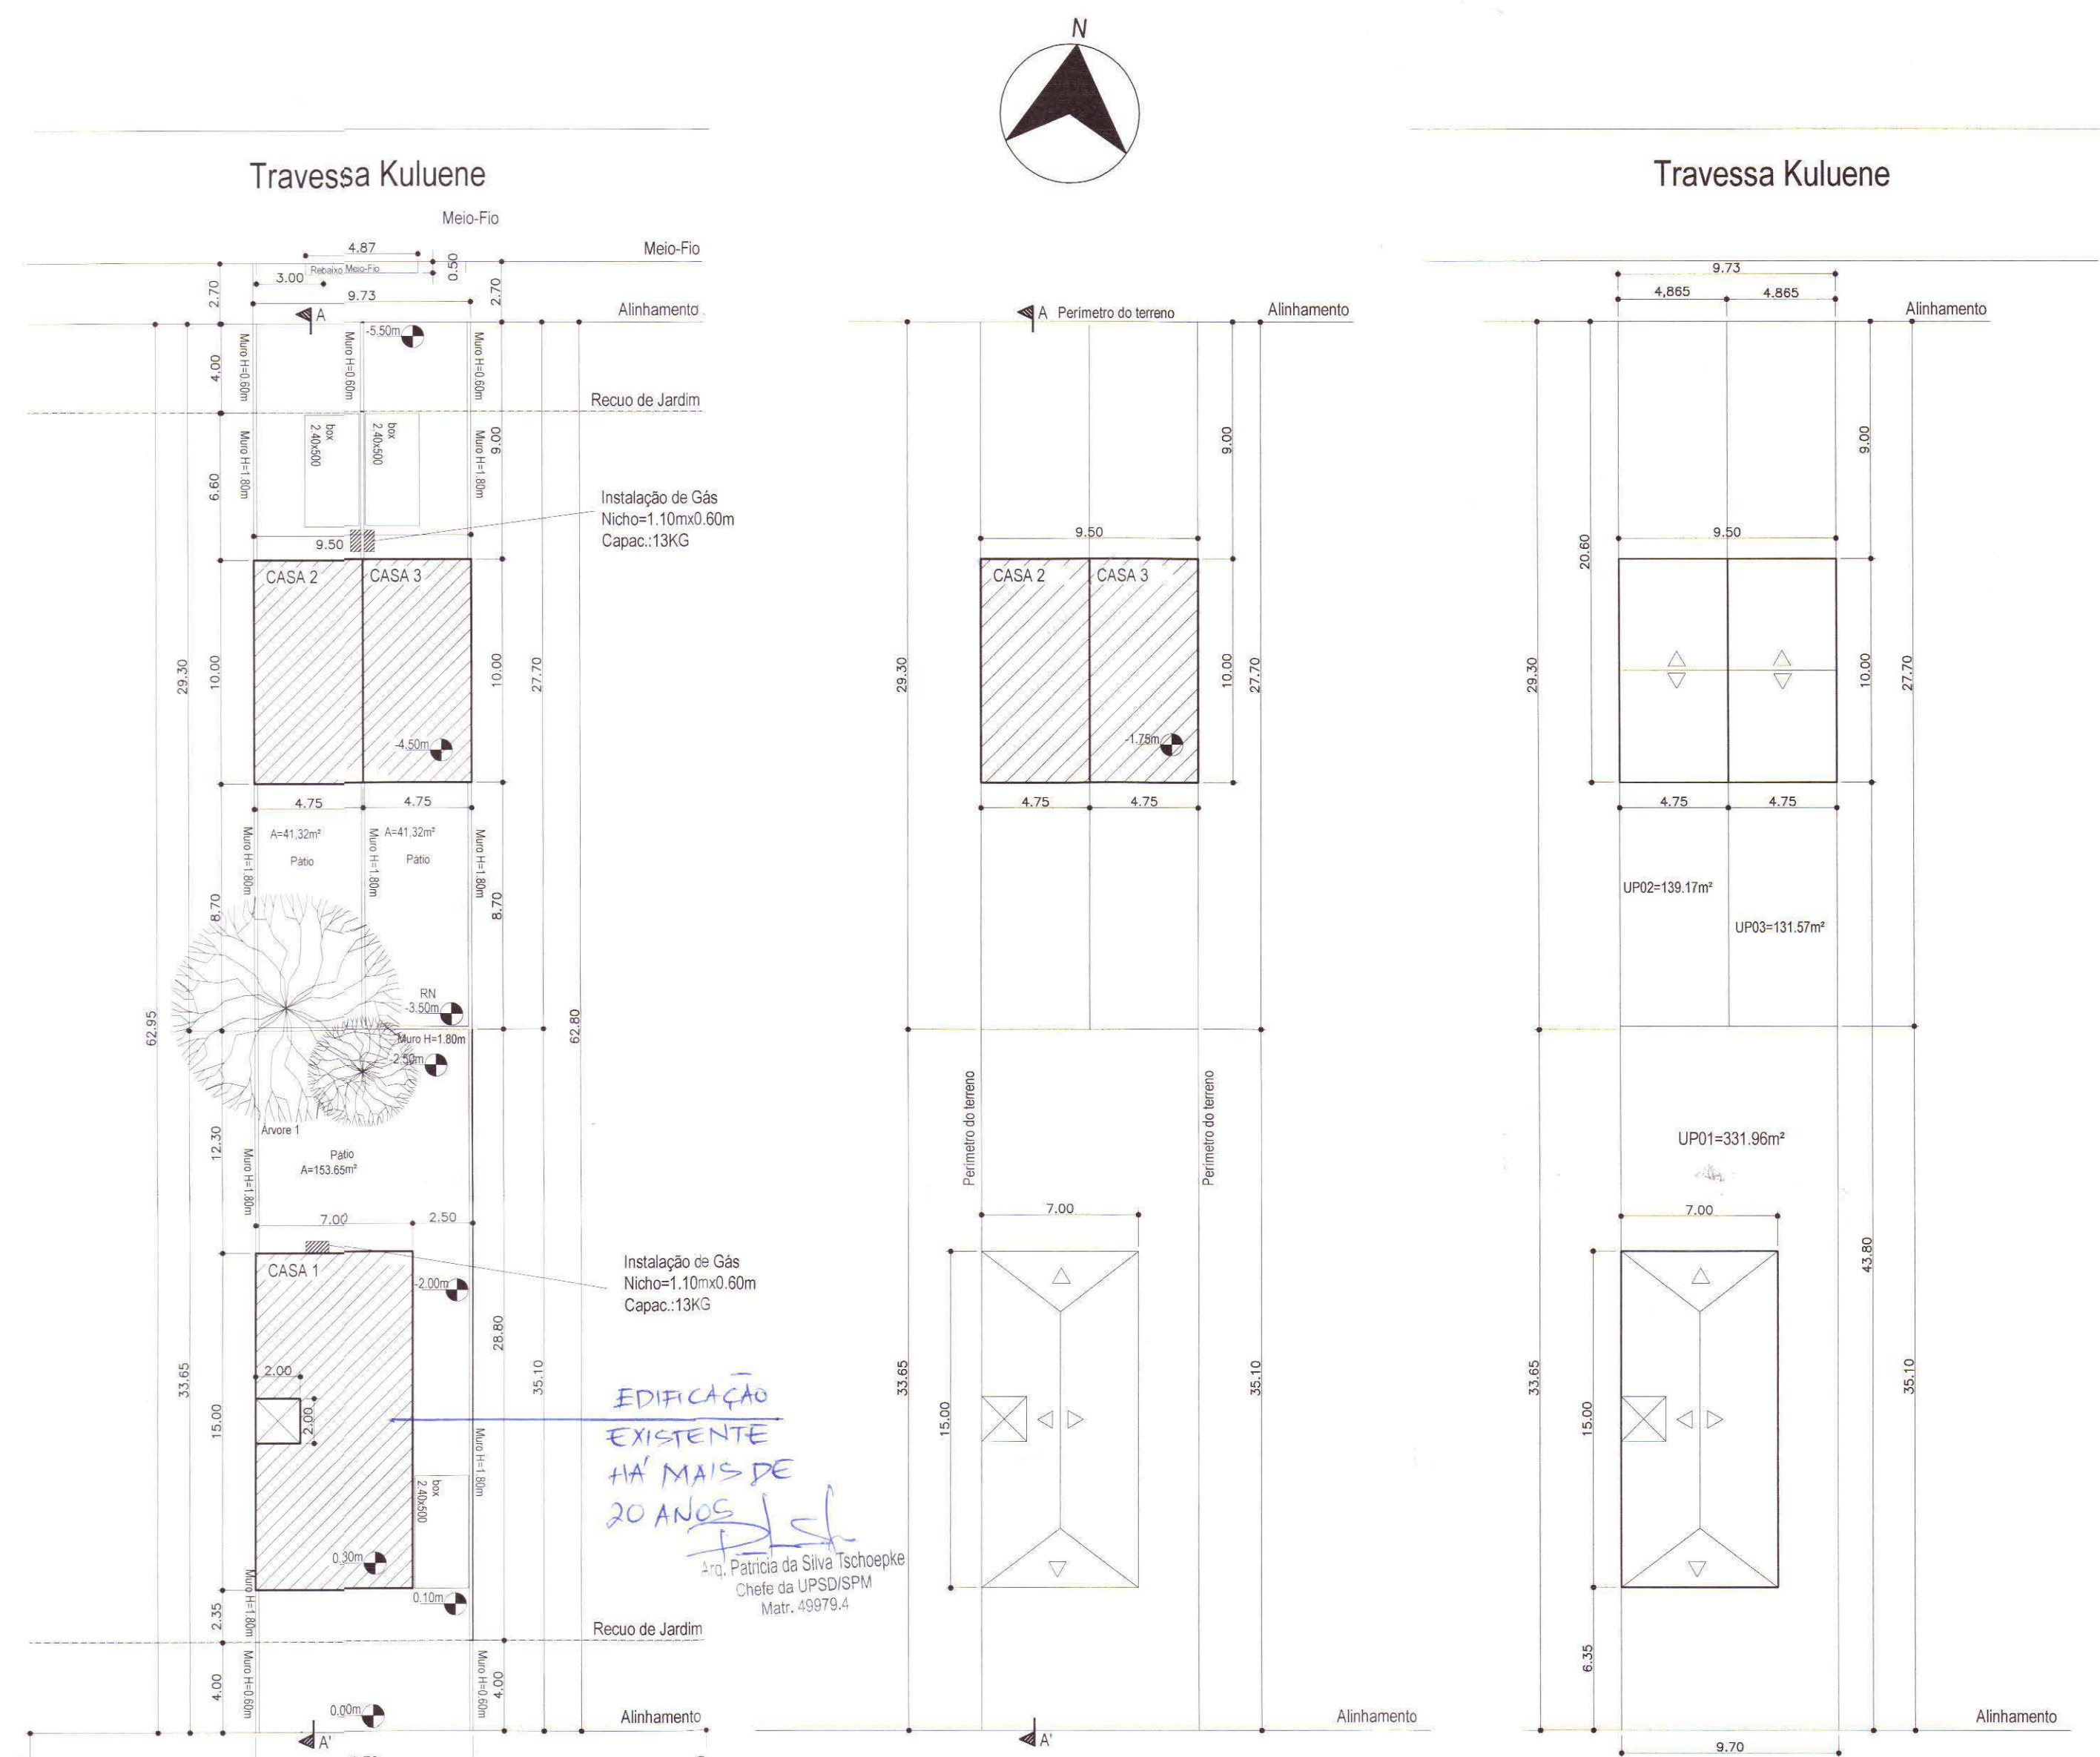 N
Travessa Kuluene
Meio-Fio
Meio-Fio
4.87
Rebaixo Meio-Fio
0.50
3.00
2.70
2.70
9.73
A
Alinhamento
-5.50m
Muro H=0.60m
Muro H=0.60m
Muro H=0.60m
4.00
Recuo de Jardim
box
2.40x500
box
2.40x500
9.00
Muro H=1.80m
Muro H=1.80m
6.60
Instalação de Gás
Nicho=1.10mx0.60m
Capac.:13KG
9.50
CASA 2
CASA 3
29.30
10.00
10.00
27.70
-4.50m
4.75
4.75
A=41,32m²
A=41,32m²
Pátio
Pátio
Muro H=1.80m
Muro H=1.80m
Muro H=1.80m
8.70
8.70
RN
-3.50m
62.95
62.80
Muro H=1.80m
-2.50m
Árvore 1
12.30
Pátio
A=153.65m²
Muro H=1.80m
7.00
2.50
CASA 1
Instalação de Gás
Nicho=1.10mx0.60m
Capac.:13KG
-2.00m
28.80
33.65
35.10
2.00
2.00
15.00
Muro H=1.80m
box
2.40x500
EDIFICAÇÃO
EXISTENTE
HÁ MAIS DE
20 ANOS
Arq. Patricia da Silva Tschoepke
Chefe da UPSD/SPM
Matr. 49979.4
0.30m
0.10m
Muro H=1.80m
2.35
Recuo de Jardim
4.00
Muro H=0.60m
Muro H=0.60m
4.00
0.00m
Alinhamento
A'
A
Perimetro do terreno
Alinhamento
9.00
9.50
CASA 2
CASA 3
29.30
10.00
27.70
-1.75m
4.75
4.75
Perimetro do terreno
Perimetro do terreno
7.00
33.65
15.00
35.10
Alinhamento
A'
Travessa Kuluene
9.73
4,865
4.865
Alinhamento
9.00
20.60
9.50
29.30
10.00
27.70
4.75
4.75
UP02=139.17m²
UP03=131.57m²
UP01=331.96m²
7.00
43.80
33.65
15.00
35.10
6.35
Alinhamento
9.70